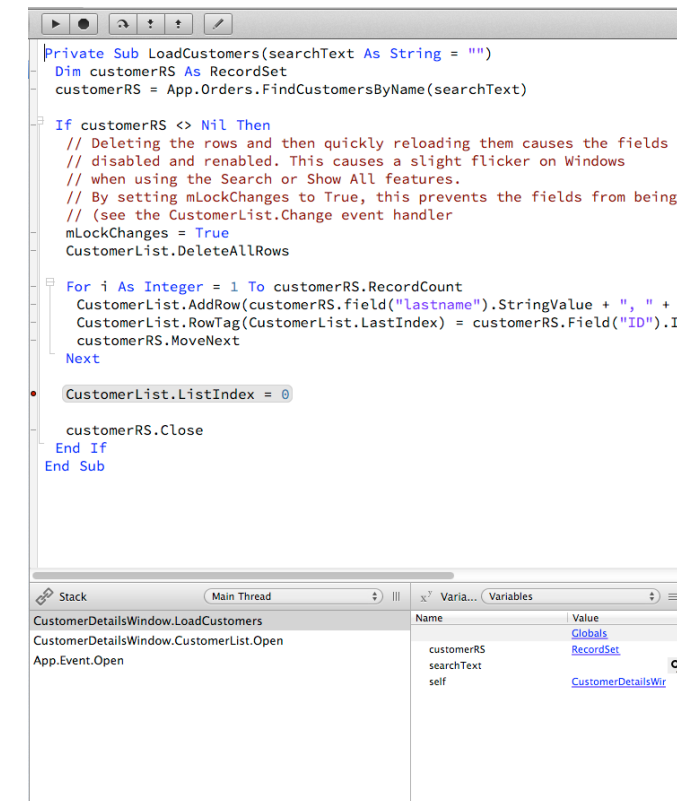 Private Sub LoadCustomers(searchText As String = "")
Dim customerRS As RecordSet
customerRS = App.Orders.FindCustomersByName(searchText)
If customerRS <> Nil Then
// Deleting the rows and then quickly reloading them causes the fields
// disabled and renabled. This causes a slight flicker on Windows
// when using the Search or Show All features.
// By setting mLockChanges to True, this prevents the fields from being
// (see the CustomerList.Change event handler
mLockChanges = True
CustomerList.DeleteAllRows
For i As Integer = 1 To customerRS.RecordCount
CustomerList.AddRow(customerRS.field("lastname").StringValue + ", " +
CustomerList.RowTag(CustomerList.LastIndex) = customerRS.Field("ID").I
customerRS.MoveNext
Next
CustomerList.ListIndex = 0
customerRS.Close
End If
End Sub
Stack Main Thread xʸ Varia... Variables
CustomerDetailsWindow.LoadCustomers Name Value
CustomerDetailsWindow.CustomerList.Open Globals
customerRS RecordSet
App.Event.Open searchText
self CustomerDetailsWir